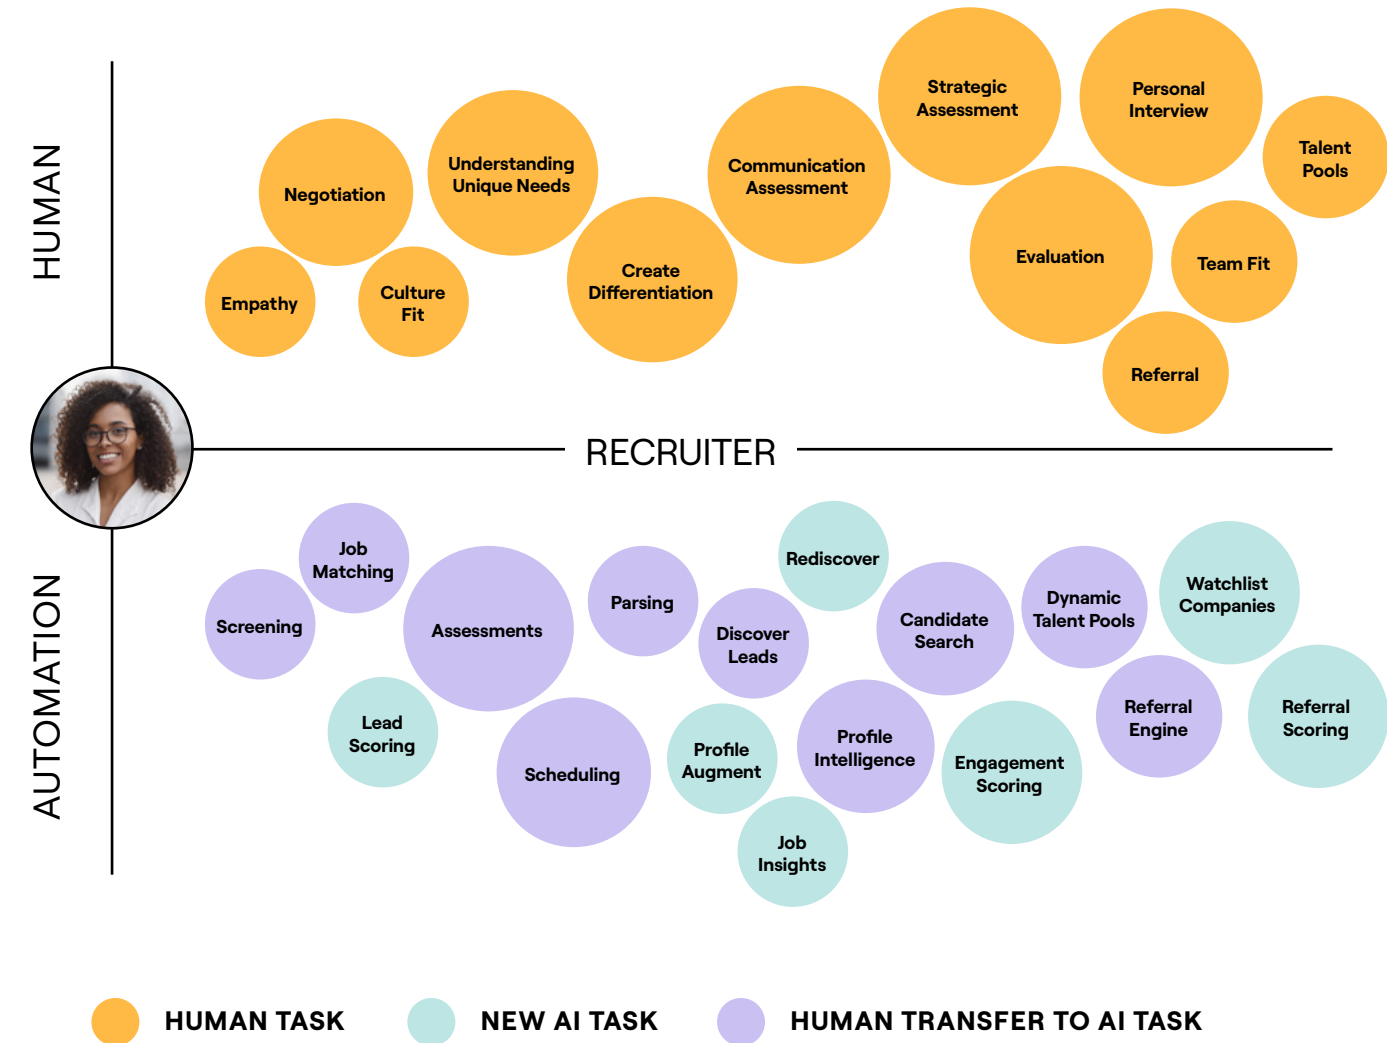 HUMAN
Strategic
Assessment
Personal
Interview
Talent
Pools
Understanding
Unique Needs
Communication
Assessment
Negotiation
Create
Differentiation
Evaluation
Team Fit
Empathy
Culture
Fit
Referral
RECRUITER
AUTOMATION
Job
Matching
Rediscover
Watchlist
Companies
Screening
Assessments
Parsing
Discover
Leads
Candidate
Search
Dynamic
Talent Pools
Lead
Scoring
Scheduling
Profile
Augment
Profile
Intelligence
Engagement
Scoring
Referral
Engine
Referral
Scoring
Job
Insights
HUMAN TASK
NEW AI TASK
HUMAN TRANSFER TO AI TASK